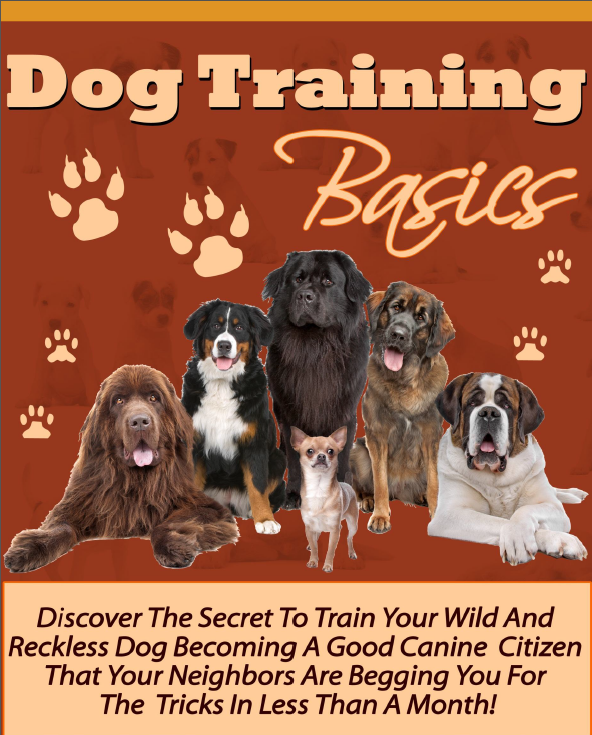 Dog Training
Basics
Discover The Secret To Train Your Wild And
Reckless Dog Becoming A Good Canine Citizen
That Your Neighbors Are Begging You For
The Tricks In Less Than A Month!